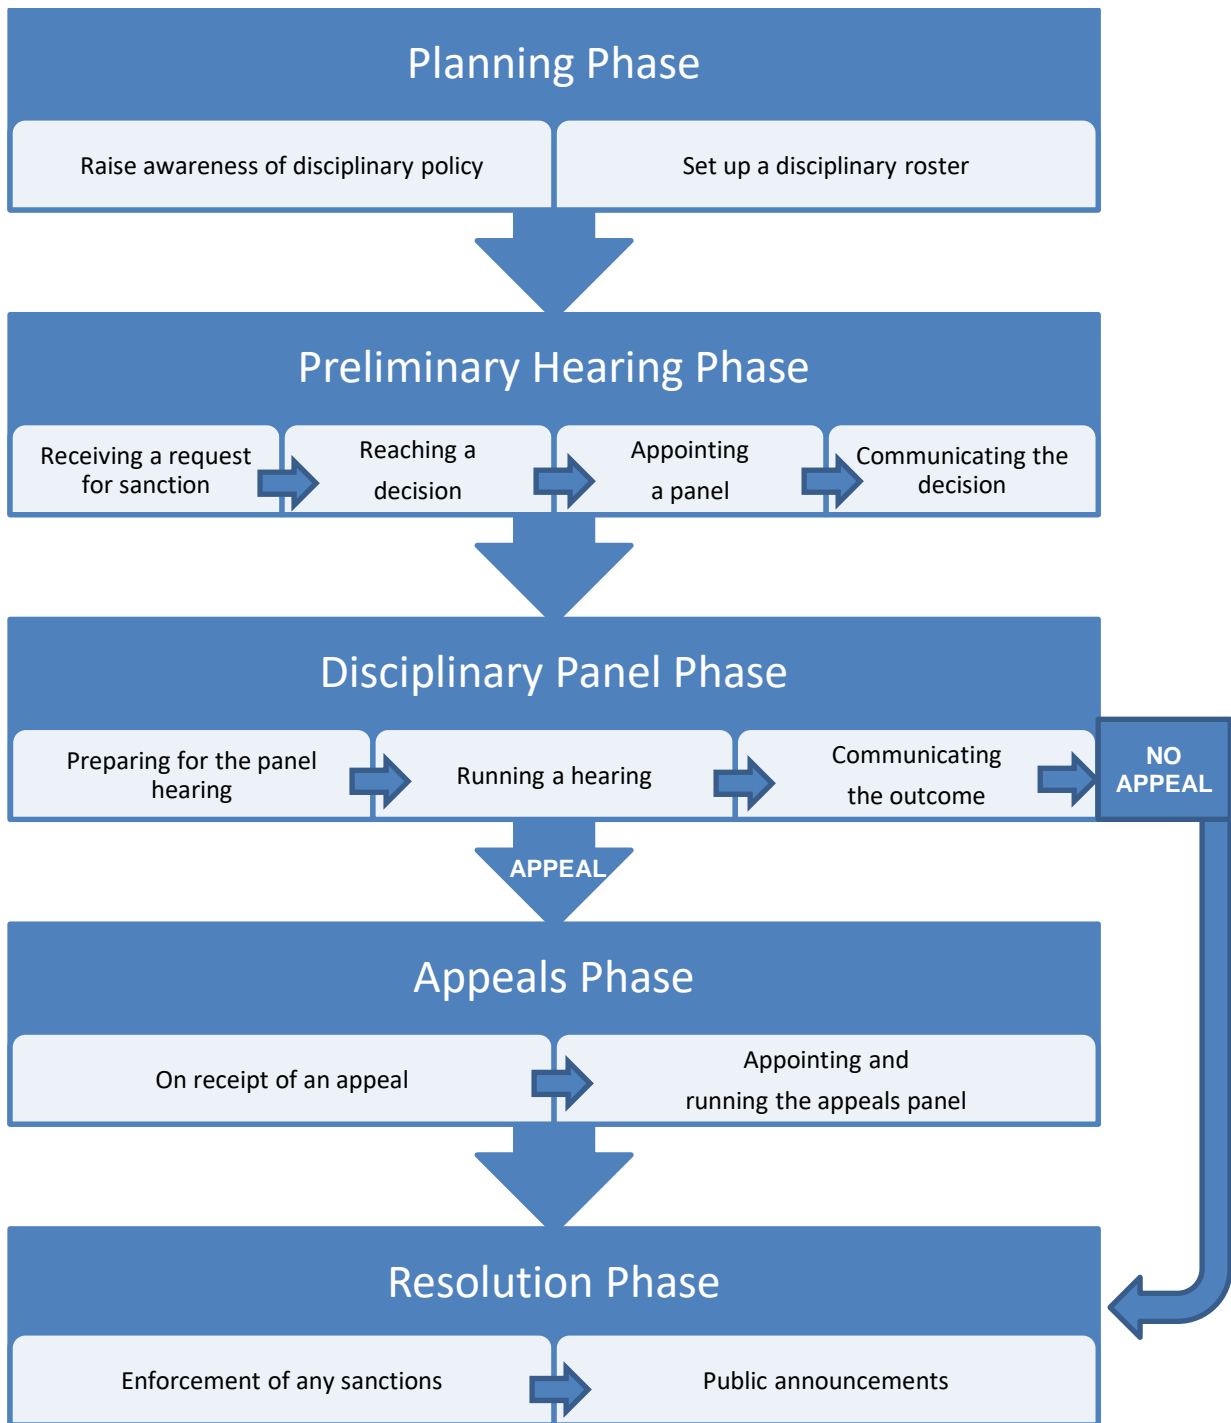 Planning Phase
Raise awareness of disciplinary policy
Set up a disciplinary roster
Preliminary Hearing Phase
Receiving a request
for sanction
Reaching a
decision
Appointing
a panel
Communicating the
decision
Disciplinary Panel Phase
Preparing for the panel
hearing
Running a hearing
Communicating
the outcome
NO
APPEAL
APPEAL
Appeals Phase
On receipt of an appeal
Appointing and
running the appeals panel
Resolution Phase
Enforcement of any sanctions
Public announcements